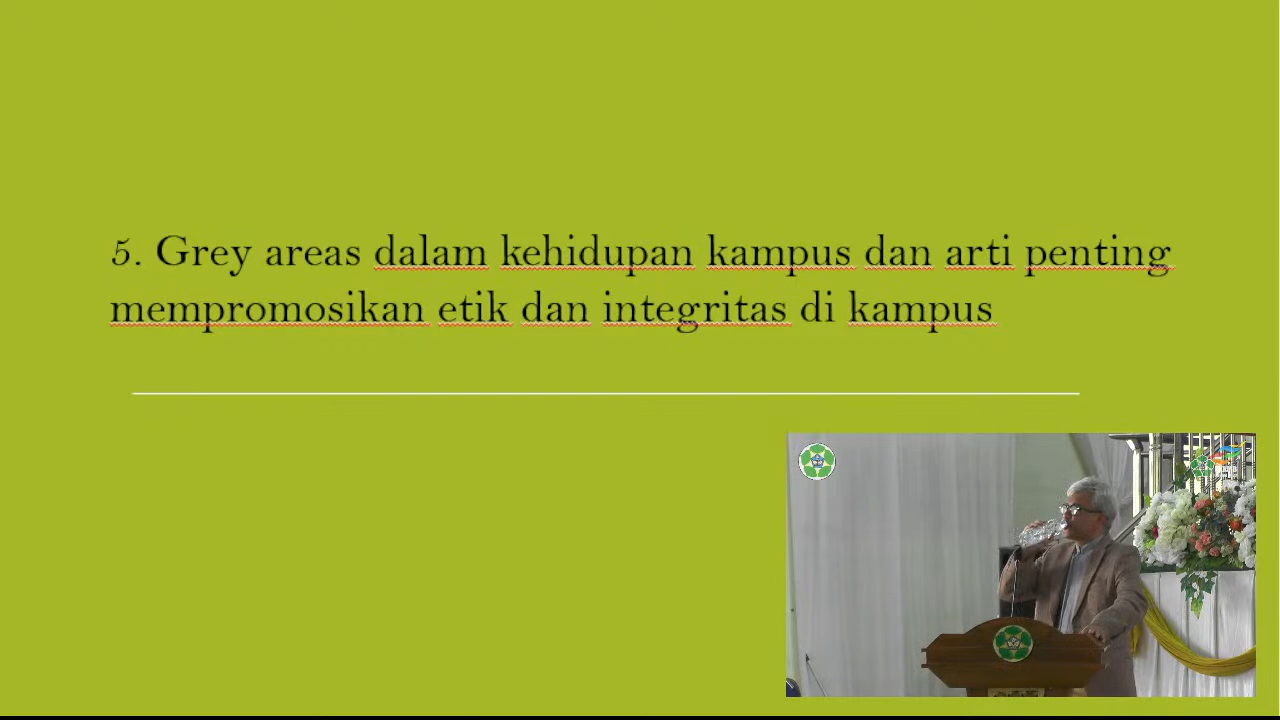 5. Grey areas dalam kehidupan kampus dan arti penting
mempromosikan etik dan integritas di kampus